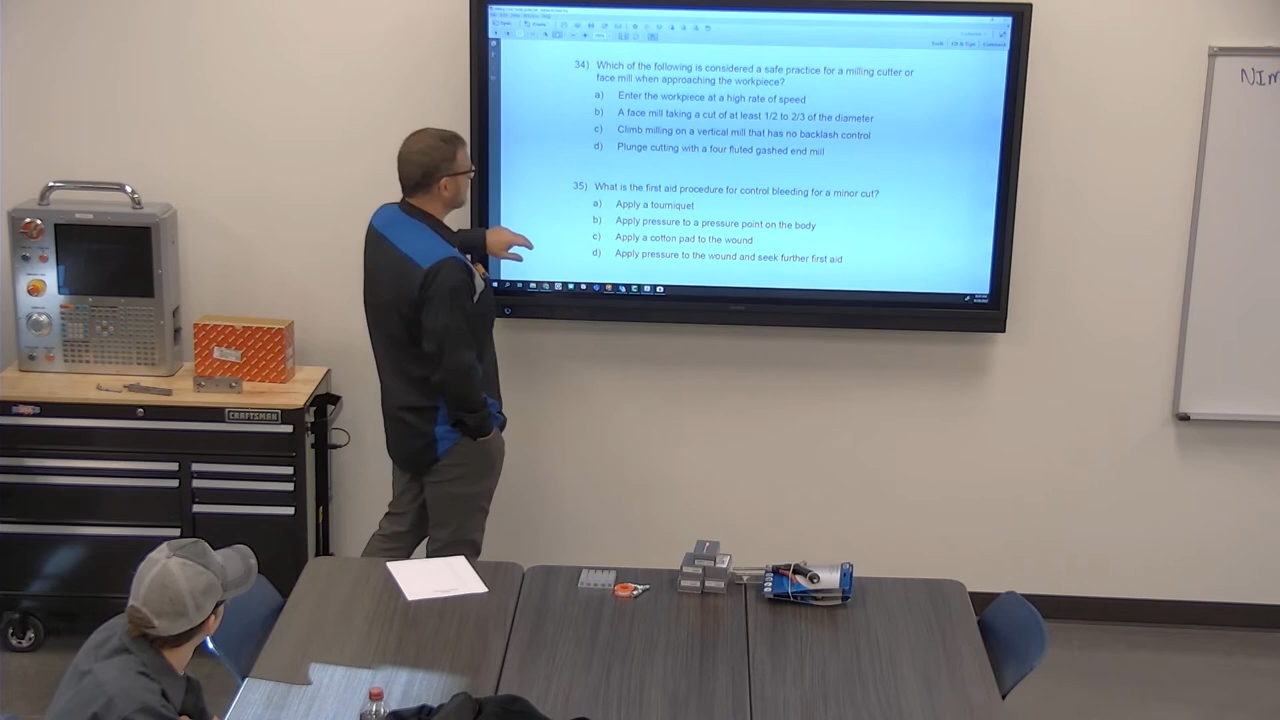 34) Which of the following is considered a safe practice for a milling cutter or
face mill when approaching the workpiece?
a) Enter the workpiece at a high rate of speed
b) A face mill taking a cut of at least 1/2 to 2/3 of the diameter
c) Climb milling on a vertical mill that has no backlash control
d) Plunge cutting with a four fluted gashed end mill
35) What is the first aid procedure for control bleeding for a minor cut?
a) Apply a tourniquet
b) Apply pressure to a pressure point on the body
c) Apply a cotton pad to the wound
d) Apply pressure to the wound and seek further first aid
CRAFTSMAN